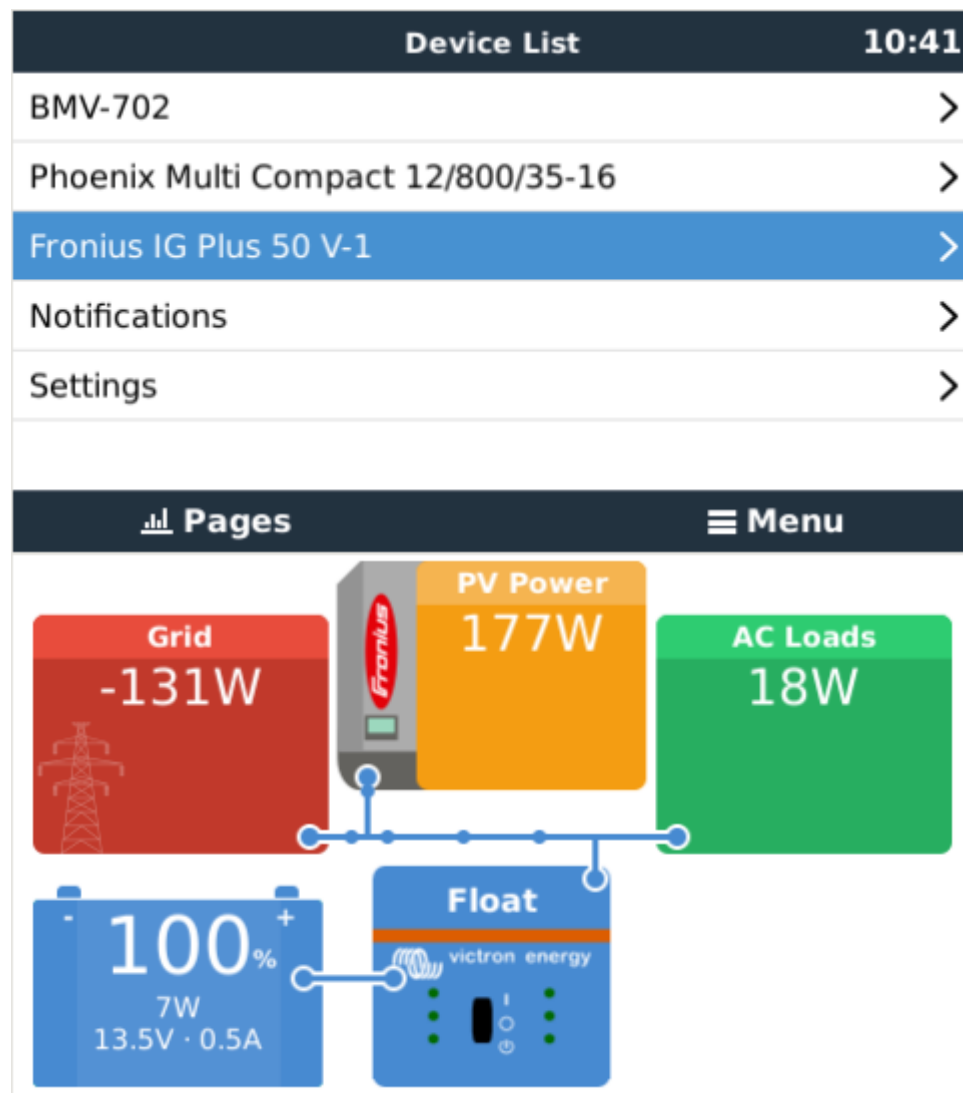 Device List 10:41
BMV-702
Phoenix Multi Compact 12/800/35-16
Fronius IG Plus 50 V-1
Notifications
Settings
Pages Menu
PV Power
177W
Fronius
Grid
-131W
AC Loads
18W
- +
100%
7W
13.5V · 0.5A
Float
victron energy